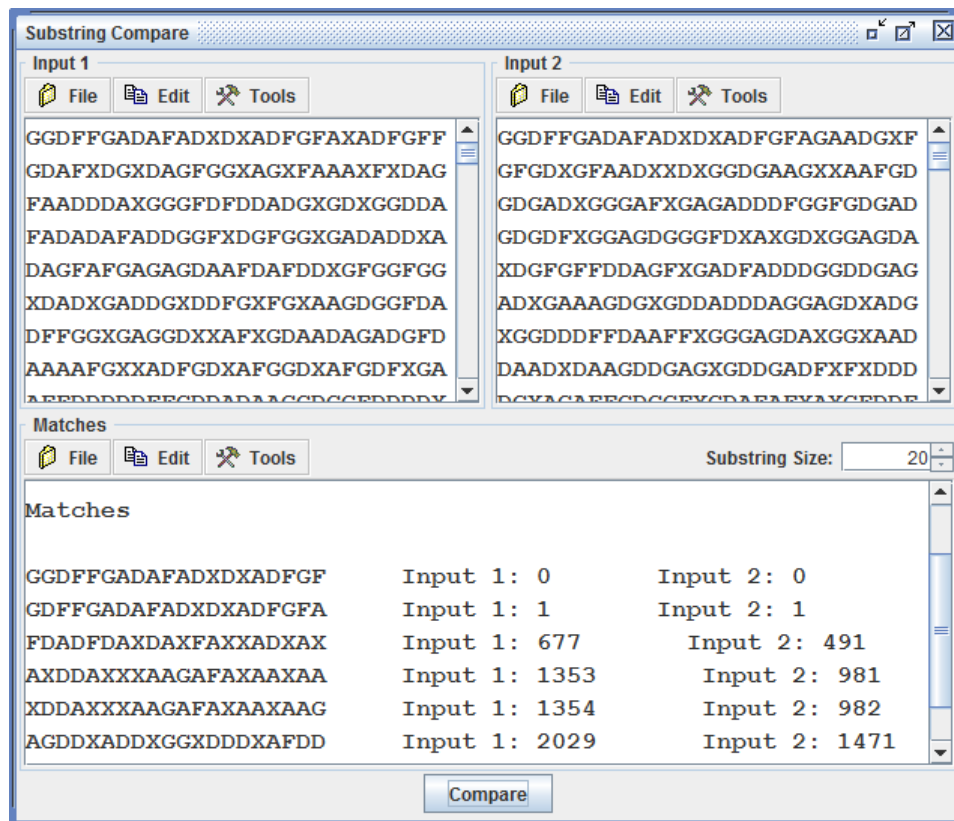 Substring Compare
Input 1
File Edit Tools
GGDFFGADAFADXDXADFGFAXADFGFF
GDAFXDGXDAGFGGXAGXFAAAXFXDAG
FAADDDAXGGGFDFDDADGXGDXGGDDA
FADADAFADDGGFXDGFGGXGADADDXA
DAGFAFGAGAGDAAFDAFDDXGFGGFGG
XDADXGADDGXDDFGXFGXAAGDGGFDA
DFFGGXGAGGDXXAFXGDAADAGADGFD
AAAAFGXXADFGDXAFGGDXAFGDFXGA
Input 2
File Edit Tools
GGDFFGADAFADXDXADFGFAGAADGXF
GFGDXGFAADXXDXGGDGAAGXXAAFGD
GDGADXGGGAFXGAGADDDFGGFGDGAD
GDGDFXGGAGDGGGFDXAXGDXGGAGDA
XDGFGFFDDAGFXGADFADDDGGDDGAG
ADXGAAAGDGXGDDADDDAGGAGDXADG
XGGDDDFFDAAFFXGGGAGDAXGGXAAD
DAADXDAAGDDGAGXGDDGADFXFXDDD
Matches
File Edit Tools Substring Size: 20
Matches
GGDFFGADAFADXDXADFGF Input 1: 0 Input 2: 0
GDFFGADAFADXDXADFGFA Input 1: 1 Input 2: 1
FDADFDAXDAXFAXXADXAX Input 1: 677 Input 2: 491
AXDDAXXXAAGAFAXAAXAA Input 1: 1353 Input 2: 981
XDDAXXXAAGAFAXAAXAAG Input 1: 1354 Input 2: 982
AGDDXADDXGGXDDDXAFDD Input 1: 2029 Input 2: 1471
Compare